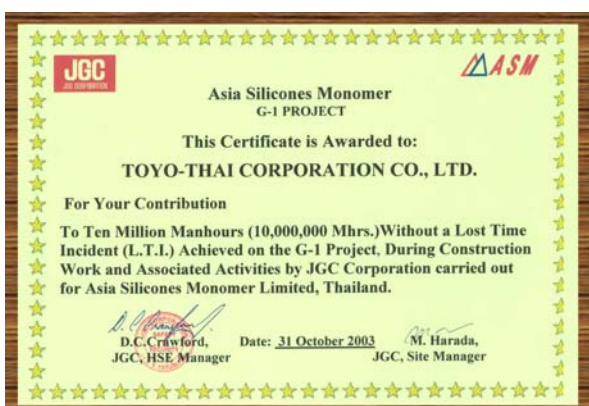 JGC
JGC CORPORATION
ASM
Asia Silicones Monomer
G-1 PROJECT
This Certificate is Awarded to:
TOYO-THAI CORPORATION CO., LTD.
For Your Contribution
To Ten Million Manhours (10,000,000 Mhrs.)Without a Lost Time
Incident (L.T.I.) Achieved on the G-1 Project, During Construction
Work and Associated Activities by JGC Corporation carried out
for Asia Silicones Monomer Limited, Thailand.
D.C.Crawford,
JGC, HSE Manager
Date: 31 October 2003
M. Harada,
JGC, Site Manager